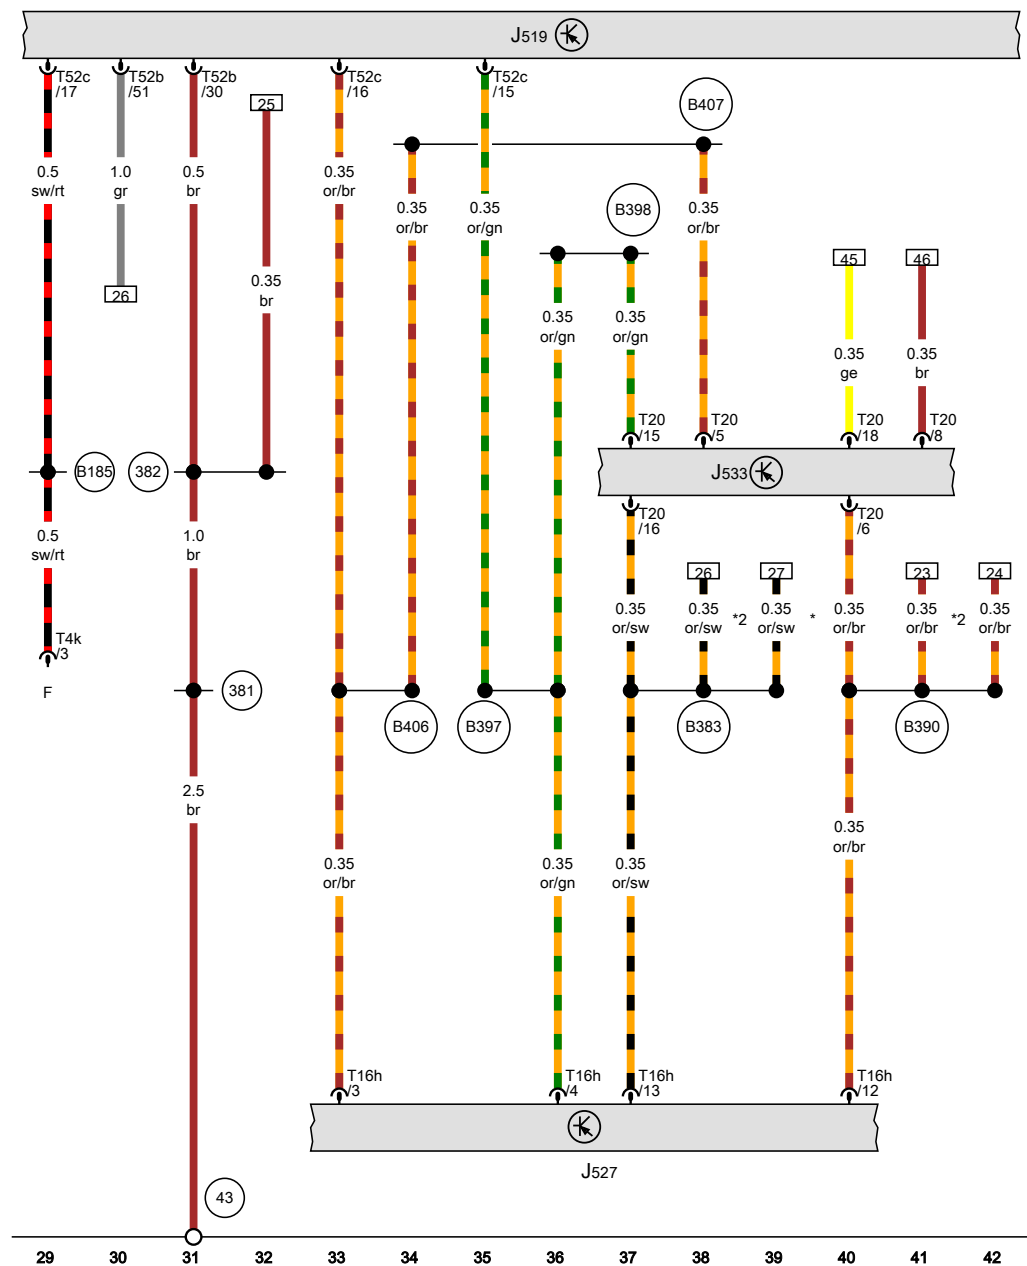 J519
T52c
/17
T52b
/51
T52b
/30
T52c
/16
T52c
/15
25
B407
0.5
sw/rt
1.0
gr
0.5
br
0.35
or/br
0.35
or/br
0.35
or/gn
B398
0.35
or/br
26
0.35
br
45
46
0.35
or/gn
0.35
or/gn
0.35
ge
0.35
br
T20
/15
T20
/5
T20
/18
T20
/8
B185
382
J533
0.5
sw/rt
1.0
br
T20
/16
T20
/6
26
27
23
24
0.35
or/sw
0.35
or/sw
*2
0.35
or/sw
*
0.35
or/br
0.35
or/br
*2
0.35
or/br
T4k
/3
F
381
B406
B397
B383
B390
2.5
br
0.35
or/br
0.35
or/gn
0.35
or/sw
0.35
or/br
T16h
/3
T16h
/4
T16h
/13
T16h
/12
J527
43
29 30 31 32 33 34 35 36 37 38 39 40 41 42